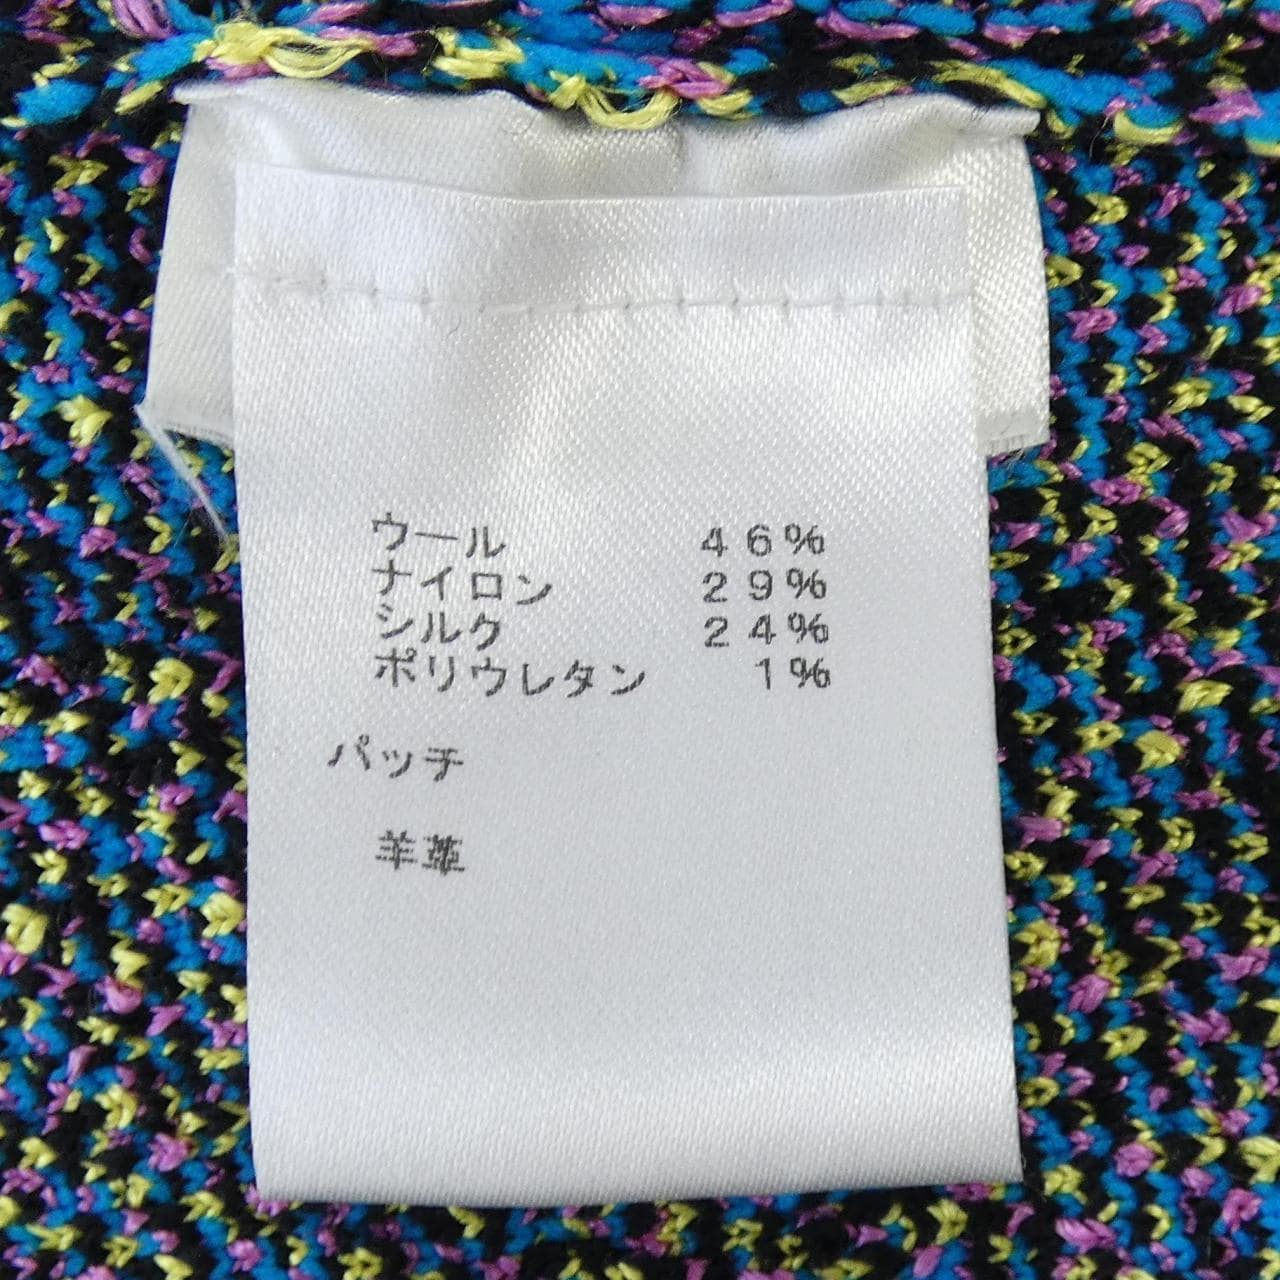 ウール 46%
ナイロン 29%
シルク 24%
ポリウレタン 1%
パッチ
羊革